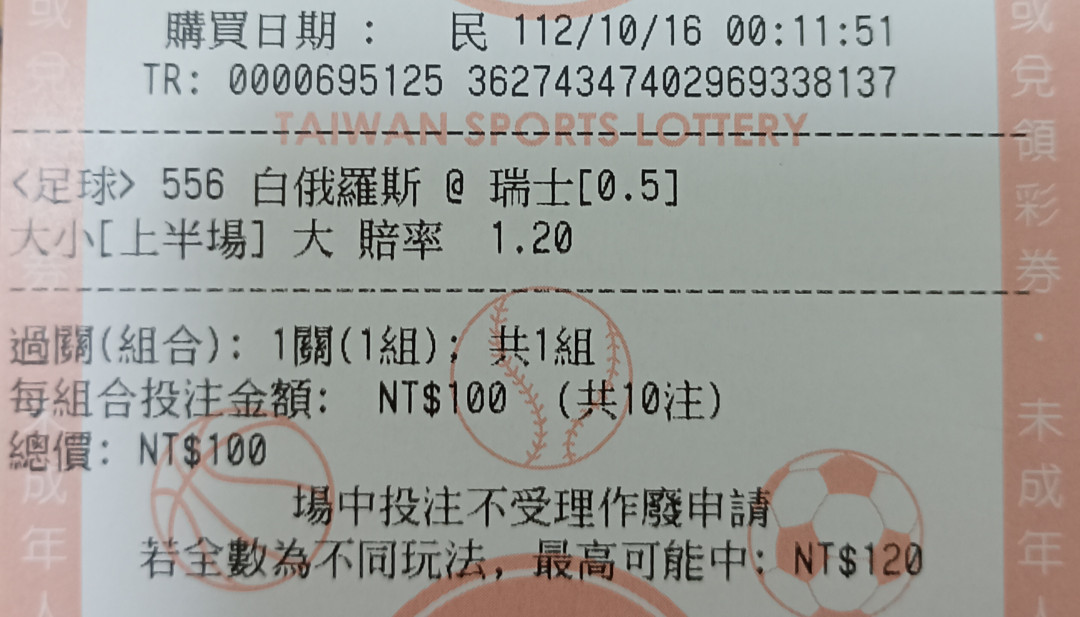 購買日期： 民 112/10/16 00:11:51
TR: 0000695125 36274347402969338137
TAIWAN SPORTS LOTTERY
<足球> 556 白俄羅斯 @ 瑞士[0.5]
大小[上半場] 大 賠率 1.20
過關(組合): 1關(1組); 共1組
每組合投注金額: NT$100 (共10注)
總價: NT$100
場中投注不受理作廢申請
若全數為不同玩法, 最高可能中: NT$120
或兌領彩券・未成年人